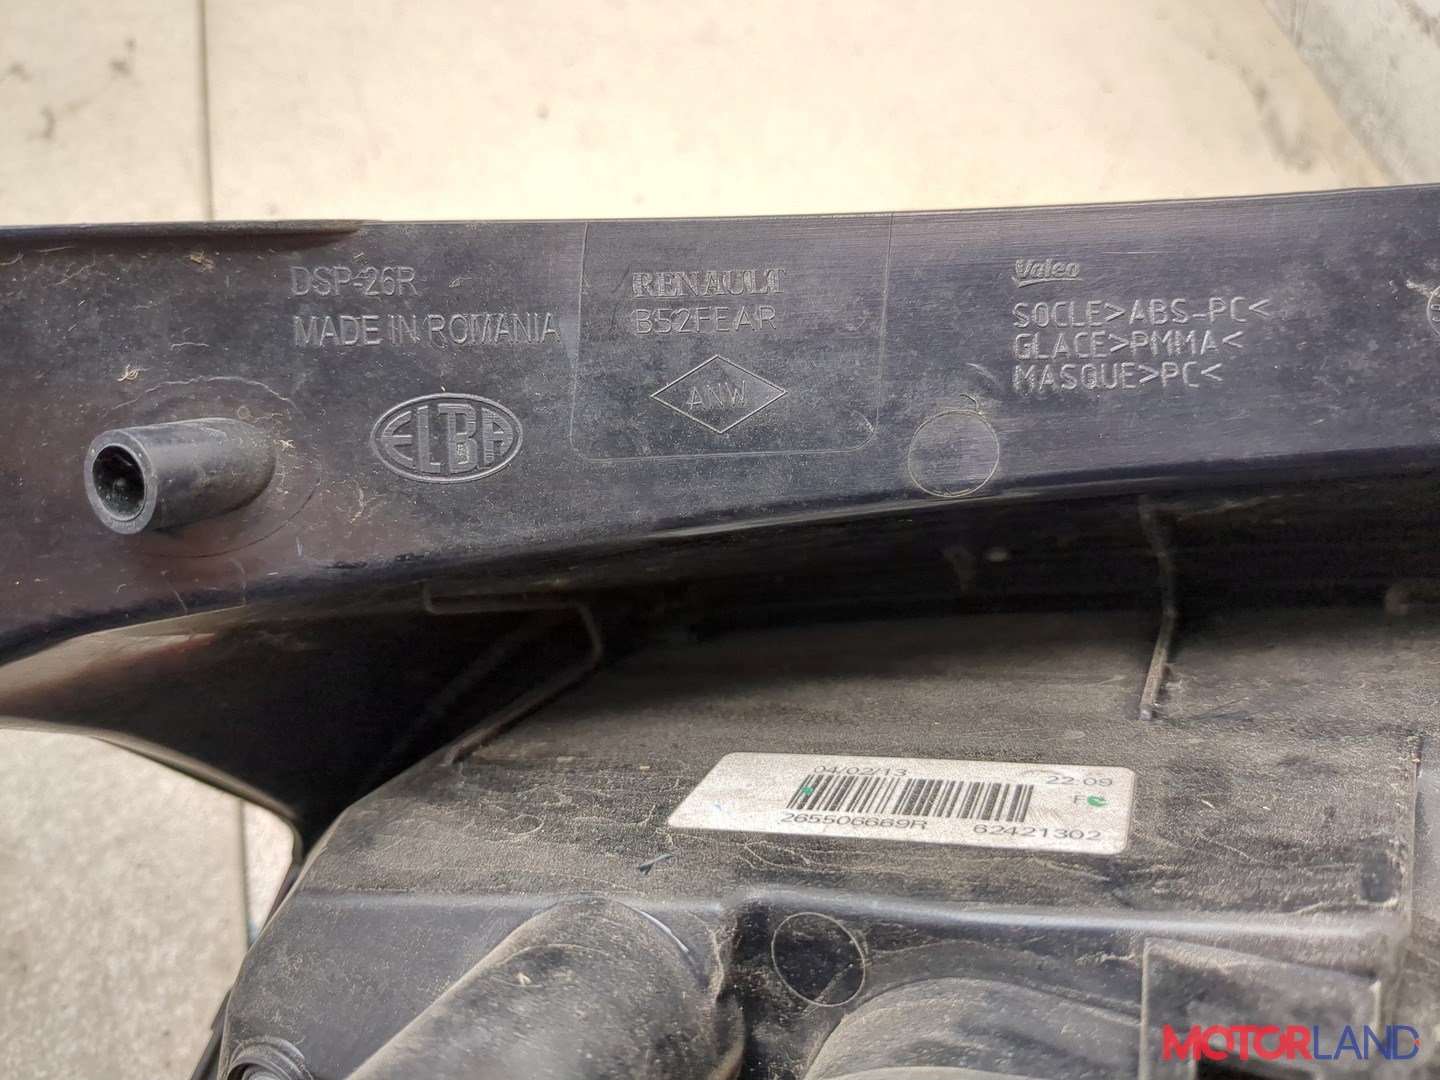 DSP-26R
MADE IN ROMANIA
ELBA
RENAULT
B52FEAR
ANW
Valeo
SOCLE>ABS-PC<
GLACE>PMMA<
MASQUE>PC<
04/02/13 22:09
265506669R 62421302
MOTORLAND